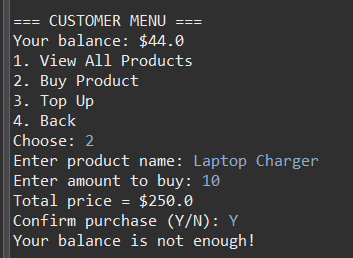 === CUSTOMER MENU ===
Your balance: $44.0
1. View All Products
2. Buy Product
3. Top Up
4. Back
Choose: 2
Enter product name: Laptop Charger
Enter amount to buy: 10
Total price = $250.0
Confirm purchase (Y/N): Y
Your balance is not enough!